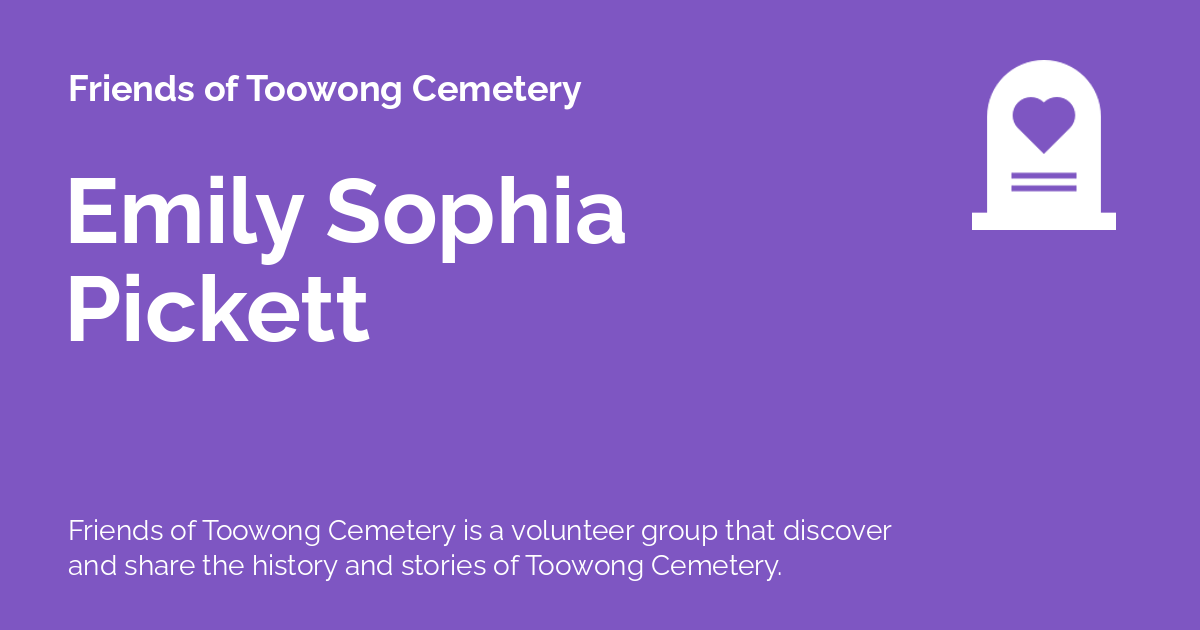 Friends of Toowong Cemetery
Emily Sophia
Pickett
Friends of Toowong Cemetery is a volunteer group that discover
and share the history and stories of Toowong Cemetery.